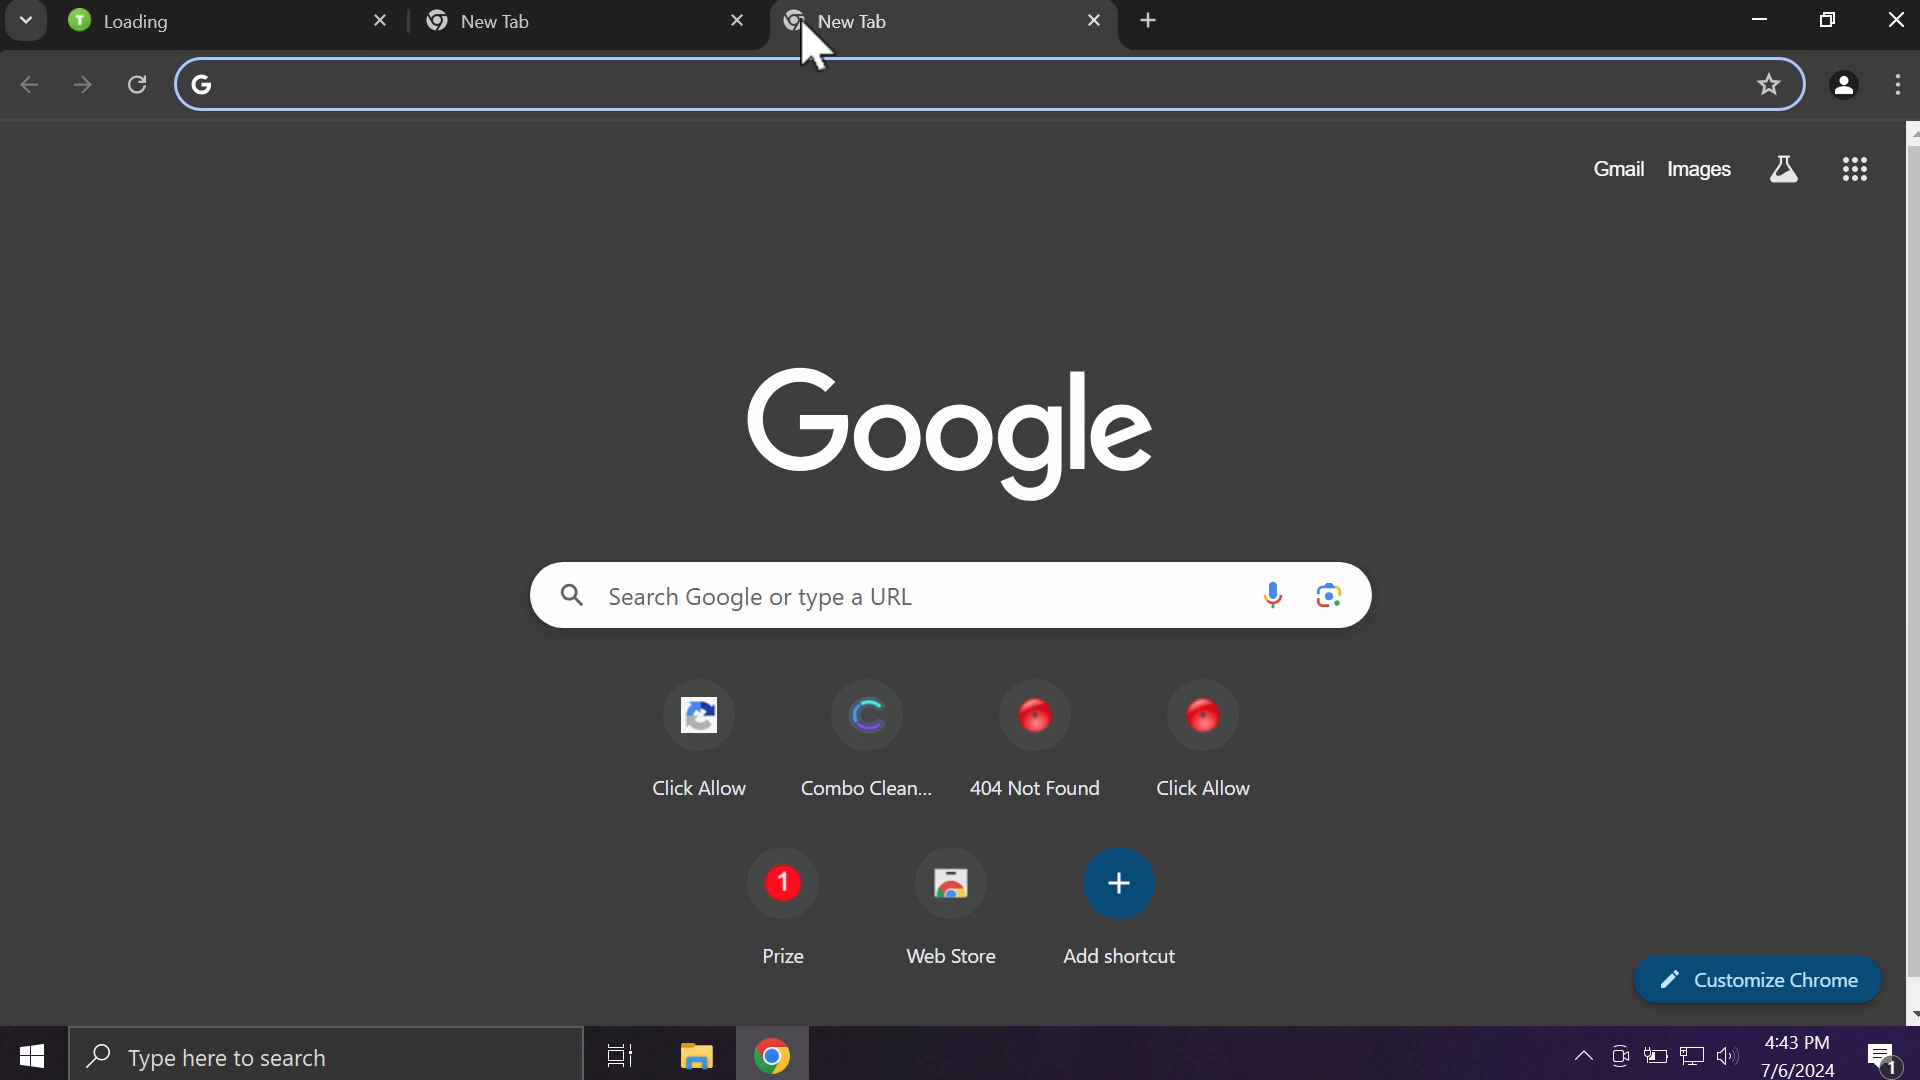 T Loading
New Tab
New Tab
G
Gmail Images
Google
Search Google or type a URL
Click Allow
Combo Clean...
404 Not Found
Click Allow
1
Prize
Web Store
Add shortcut
Customize Chrome
Type here to search
4:43 PM
7/6/2024
1